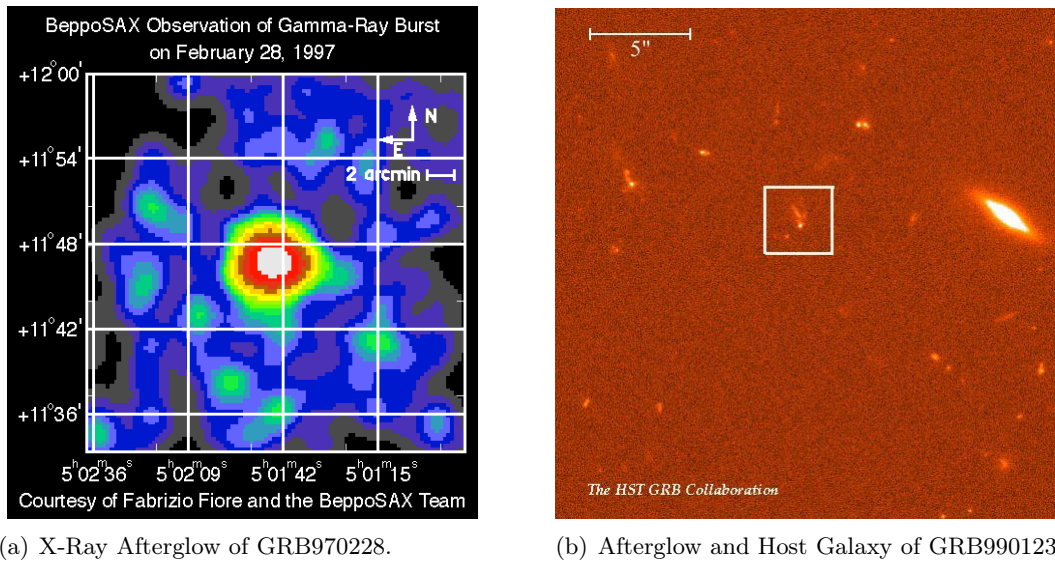 BeppoSAX Observation of Gamma-Ray Burst
on February 28, 1997
+12°00'
N
E
+11°54'
2 arcmin
+11°48'
+11°42'
+11°36'
5h02m36s 5h02m09s 5h01m42s 5h01m15s
Courtesy of Fabrizio Fiore and the BeppoSAX Team
(a) X-Ray Afterglow of GRB970228.
5"
The HST GRB Collaboration
(b) Afterglow and Host Galaxy of GRB990123